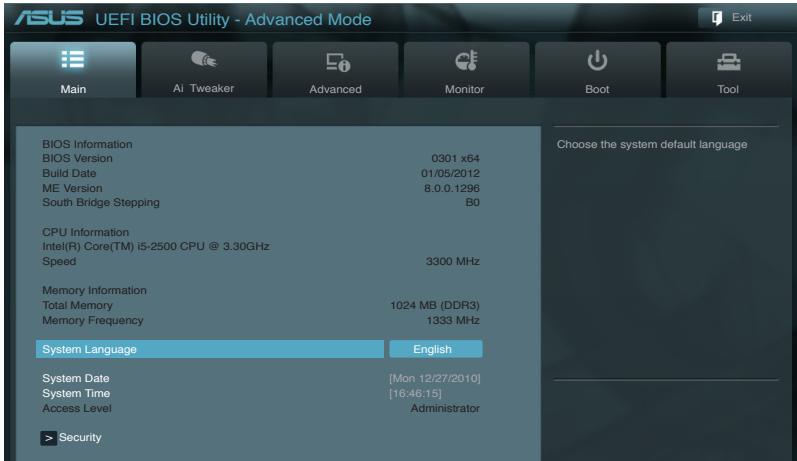 ASUS UEFI BIOS Utility - Advanced Mode
Exit
Main
Ai Tweaker
Advanced
Monitor
Boot
Tool
BIOS Information
BIOS Version 0301 x64
Build Date 01/05/2012
ME Version 8.0.0.1296
South Bridge Stepping B0
CPU Information
Intel(R) Core(TM) i5-2500 CPU @ 3.30GHz
Speed 3300 MHz
Memory Information
Total Memory 1024 MB (DDR3)
Memory Frequency 1333 MHz
System Language English
System Date [Mon 12/27/2010]
System Time [16:46:15]
Access Level Administrator
> Security
Choose the system default language